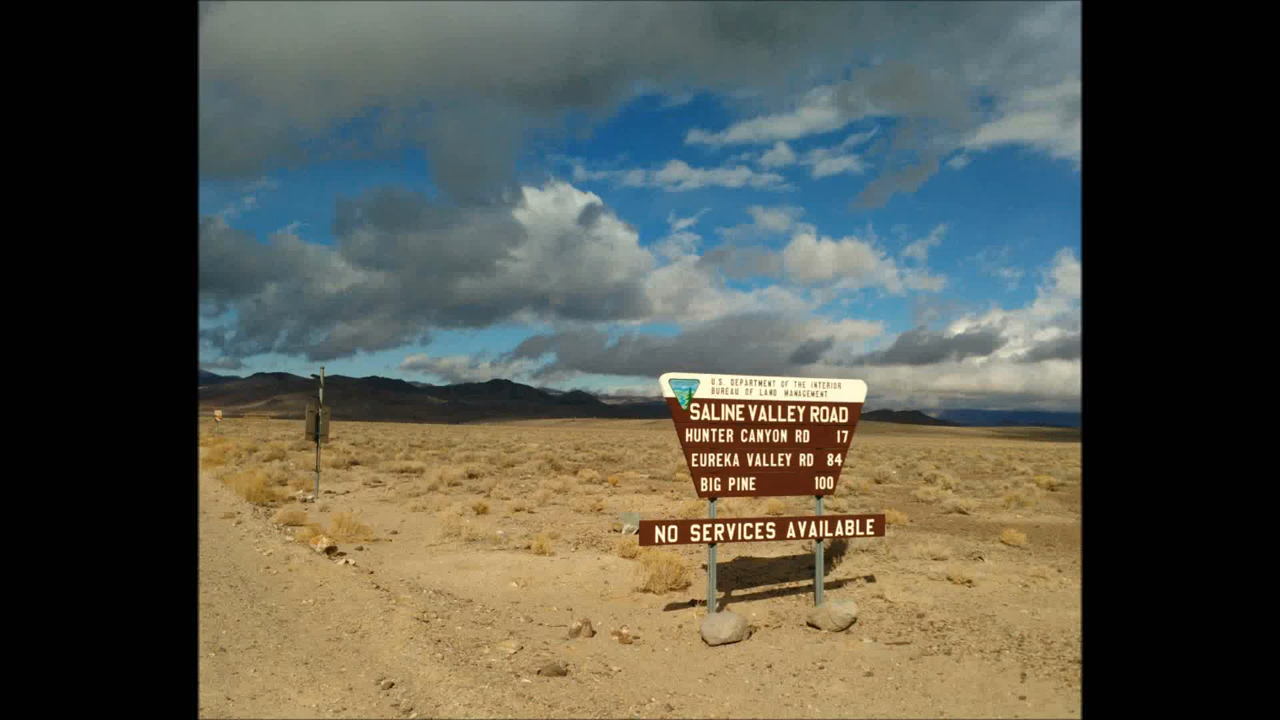 U.S. DEPARTMENT OF THE INTERIOR
BUREAU OF LAND MANAGEMENT
SALINE VALLEY ROAD
HUNTER CANYON RD 17
EUREKA VALLEY RD 84
BIG PINE 100
NO SERVICES AVAILABLE